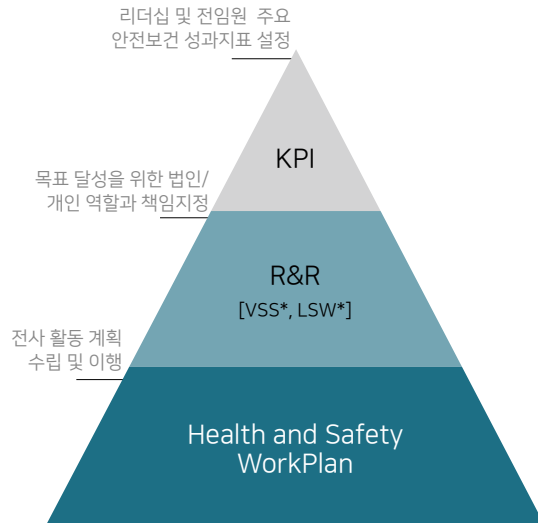 리더십 및 전임원 주요
안전보건 성과지표 설정
KPI
목표 달성을 위한 법인/
개인 역할과 책임지정
R&R
[VSS*, LSW*]
전사 활동 계획
수립 및 이행
Health and Safety
WorkPlan